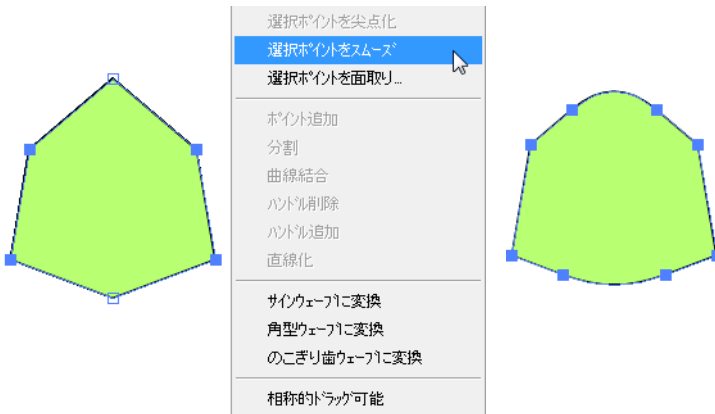 選択ﾎﾟｲﾝﾄを尖点化
選択ﾎﾟｲﾝﾄをｽﾑｰｽﾞ
選択ﾎﾟｲﾝﾄを面取り...
ﾎﾟｲﾝﾄ追加
分割
曲線結合
ﾊﾝﾄﾞﾙ削除
ﾊﾝﾄﾞﾙ追加
直線化
ｻｲﾝｳｪｰﾌﾞに変換
角型ｳｪｰﾌﾞに変換
のこぎり歯ｳｪｰﾌﾞに変換
相称的ﾄﾞﾗｯｸﾞ可能